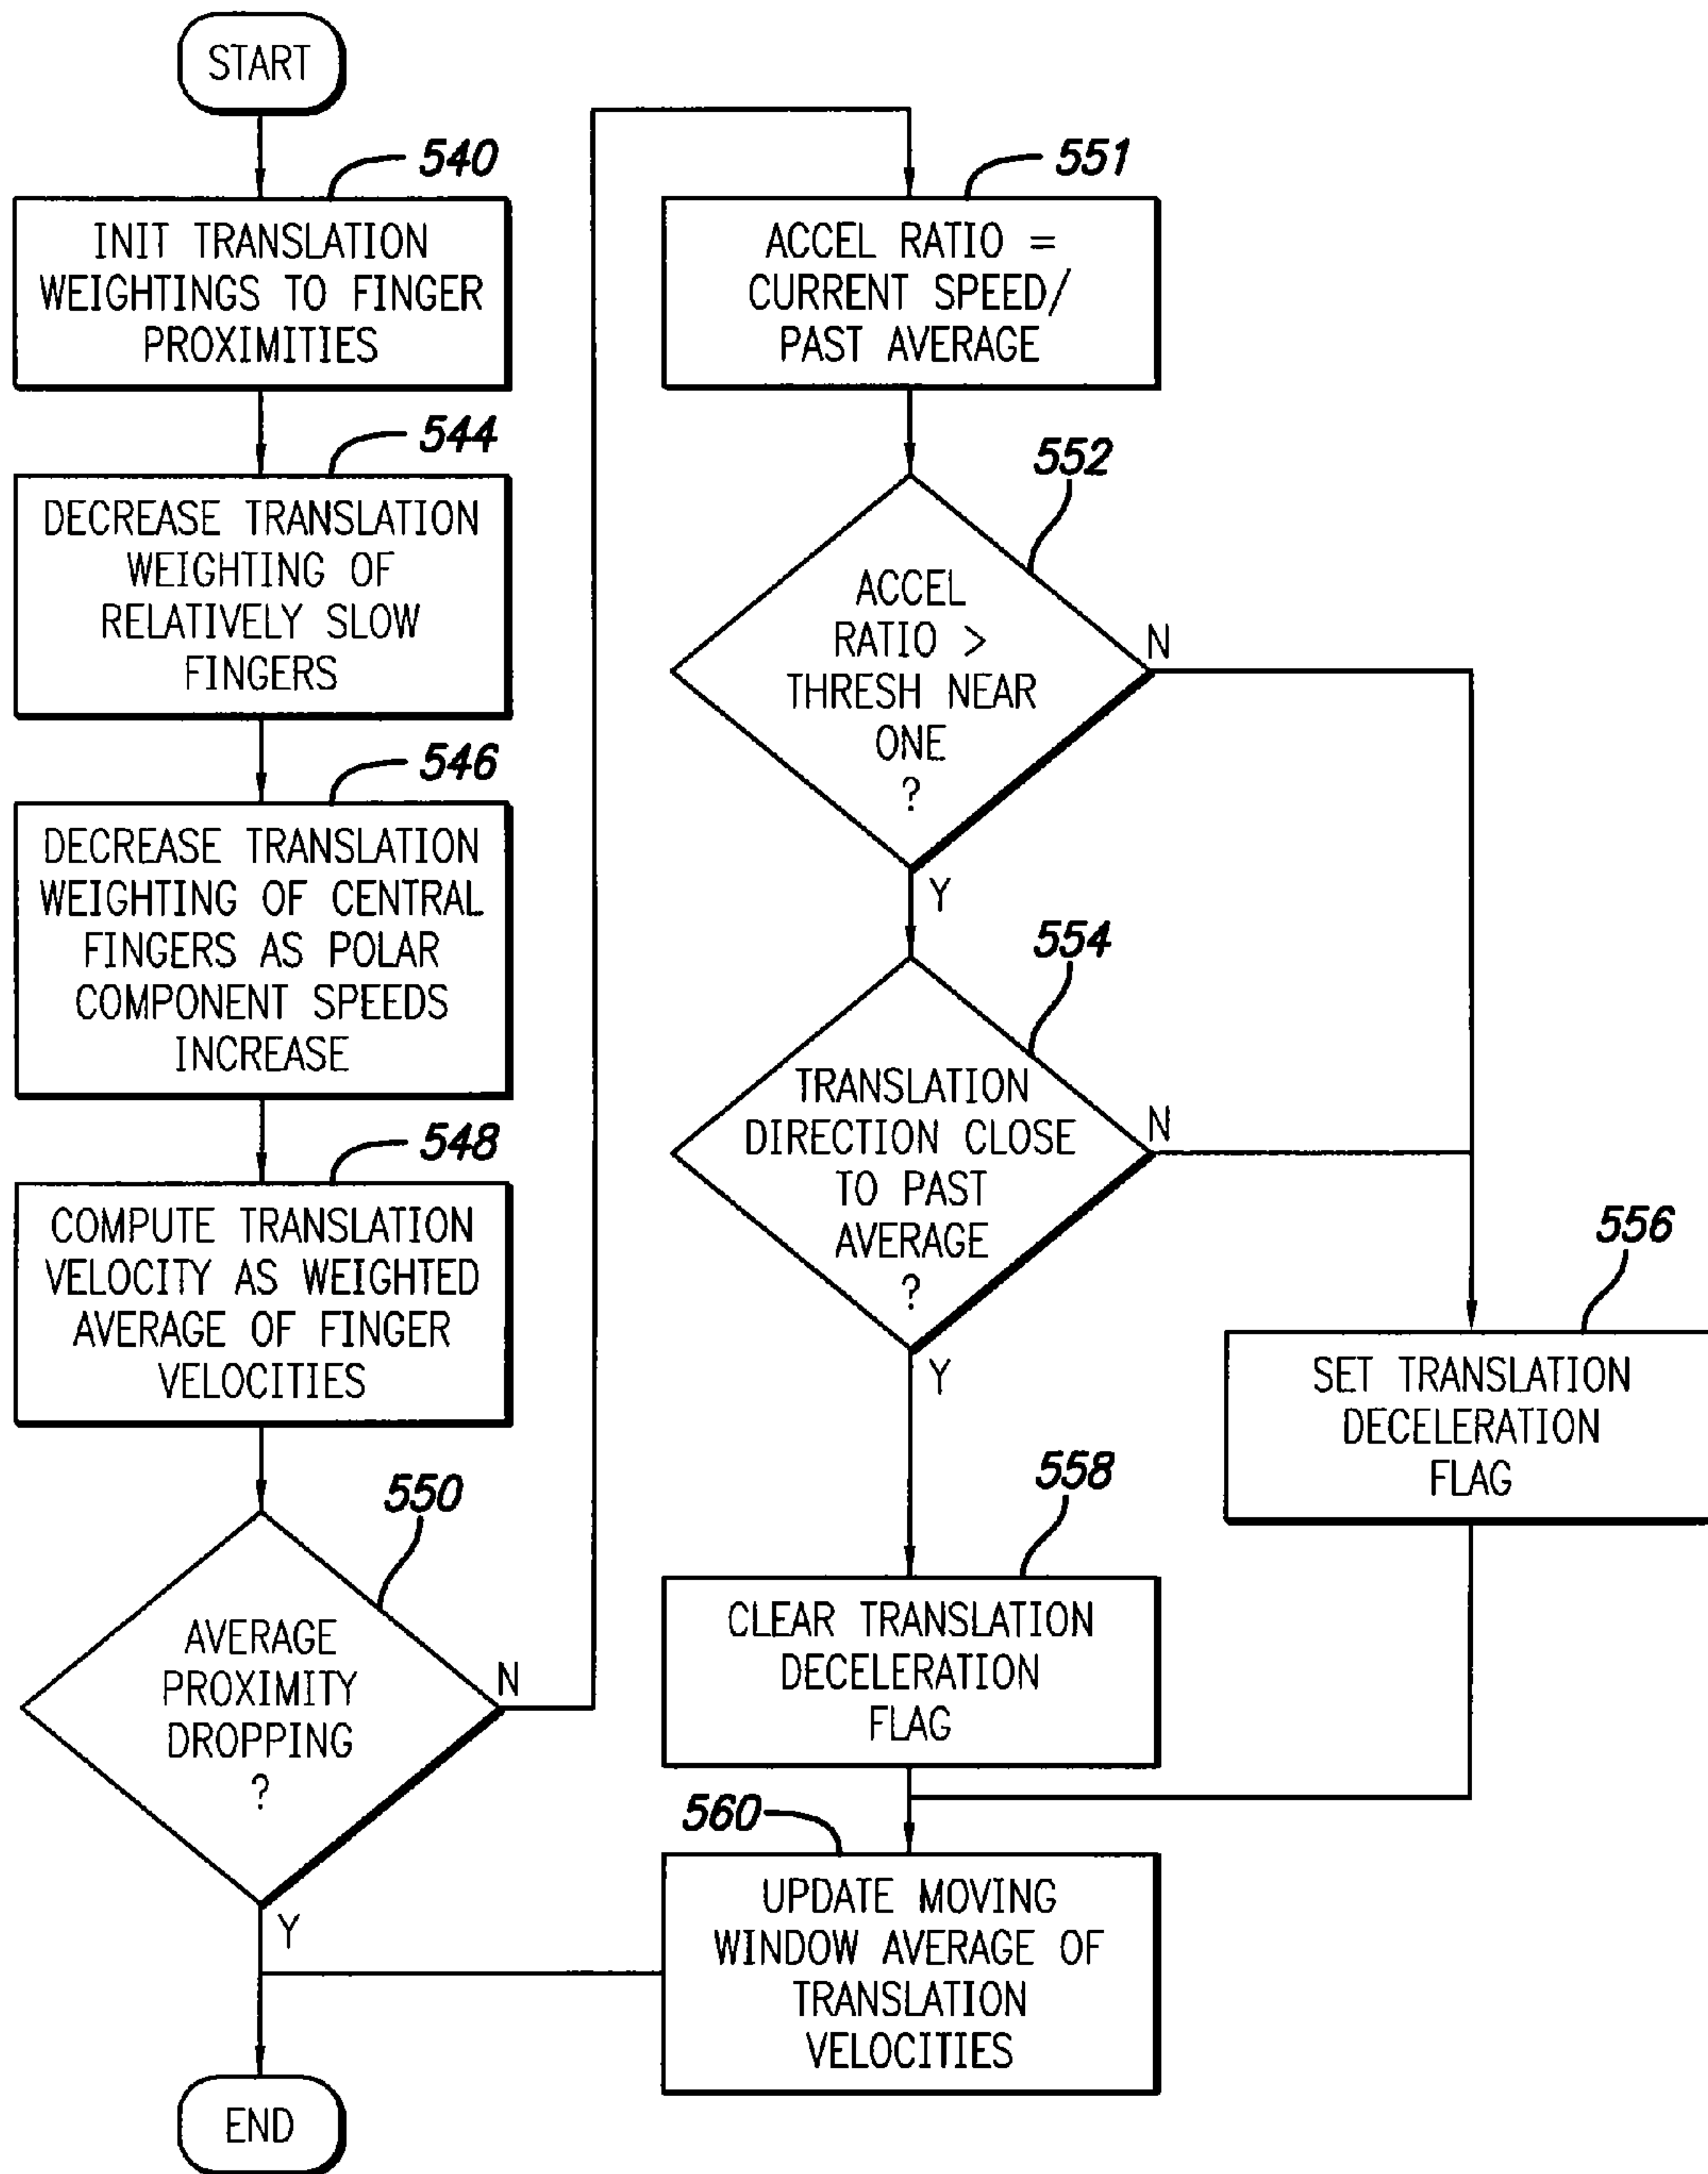 START
540
INIT TRANSLATION
WEIGHTINGS TO FINGER
PROXIMITIES
544
DECREASE TRANSLATION
WEIGHTING OF
RELATIVELY SLOW
FINGERS
546
DECREASE TRANSLATION
WEIGHTING OF CENTRAL
FINGERS AS POLAR
COMPONENT SPEEDS
INCREASE
548
COMPUTE TRANSLATION
VELOCITY AS WEIGHTED
AVERAGE OF FINGER
VELOCITIES
550
AVERAGE
PROXIMITY
DROPPING
?
N
Y
END
551
ACCEL RATIO =
CURRENT SPEED/
PAST AVERAGE
552
ACCEL
RATIO >
THRESH NEAR
ONE
?
N
Y
554
TRANSLATION
DIRECTION CLOSE
TO PAST
AVERAGE
?
N
Y
556
SET TRANSLATION
DECELERATION
FLAG
558
CLEAR TRANSLATION
DECELERATION
FLAG
560
UPDATE MOVING
WINDOW AVERAGE OF
TRANSLATION
VELOCITIES